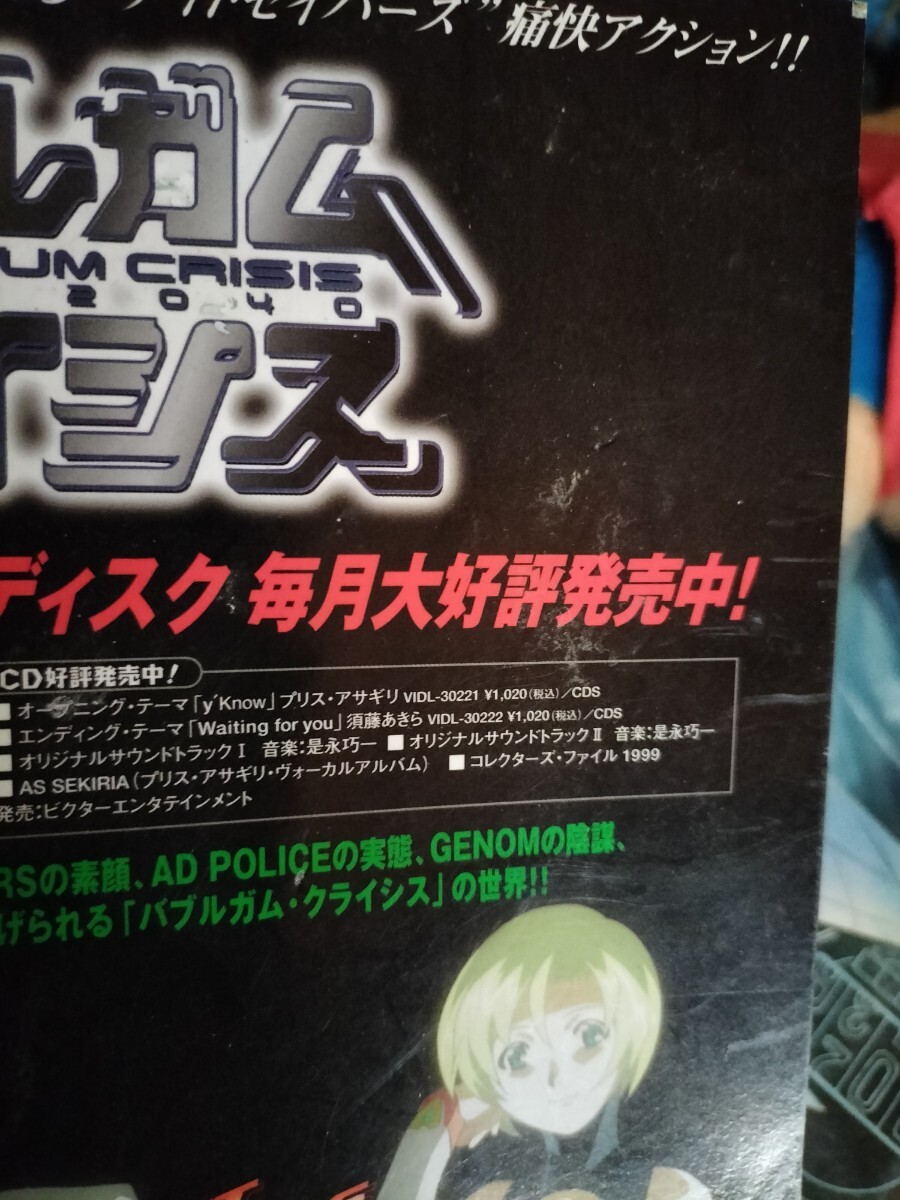 ナイト・セイバーズ”痛快アクション!!
ルガム
UM CRISIS
2040
イシス
ディスク 毎月大好評発売中!
CD好評発売中!
■ オープニング・テーマ「y'Know」プリス・アサギリ VIDL-30221 ¥1,020(税込)/CDS
■ エンディング・テーマ「Waiting for you」須藤あきら VIDL-30222 ¥1,020(税込)/CDS
■ オリジナルサウンドトラックⅠ 音楽:是永巧一 ■ オリジナルサウンドトラックⅡ 音楽:是永巧一
■ AS SEKIRIA(プリス・アサギリ・ヴォーカルアルバム) ■ コレクターズ・ファイル 1999
発売:ビクターエンタテインメント
RSの素顔、AD POLICEの実態、GENOMの陰謀、
げられる「バブルガム・クライシス」の世界!!